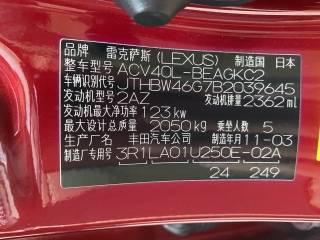 品牌 雷克萨斯 (LEXUS) 制造国 日本
整车型号 ACV40L-BEAGKC2
车辆识别代号 JTHBW46G7B2039645
发动机型号 2AZ 发动机排量 2362ml
发动机最大净功率 123kw
最大设计总质量 2050kg 乘坐人数 5
生产厂名 丰田汽车公司 制造年月 11-03
制造厂专用号 3R1LA01U250E-02A
24 249